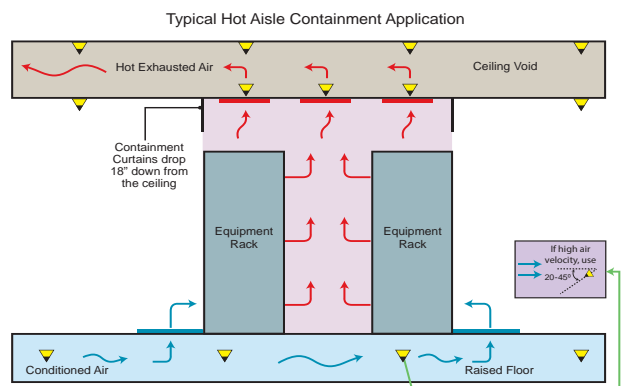 Typical Hot Aisle Containment Application
Hot Exhausted Air
Ceiling Void
Containment
Curtains drop
18" down from
the ceiling
Equipment
Rack
Equipment
Rack
If high air
velocity, use
20-45º
Conditioned Air
Raised Floor